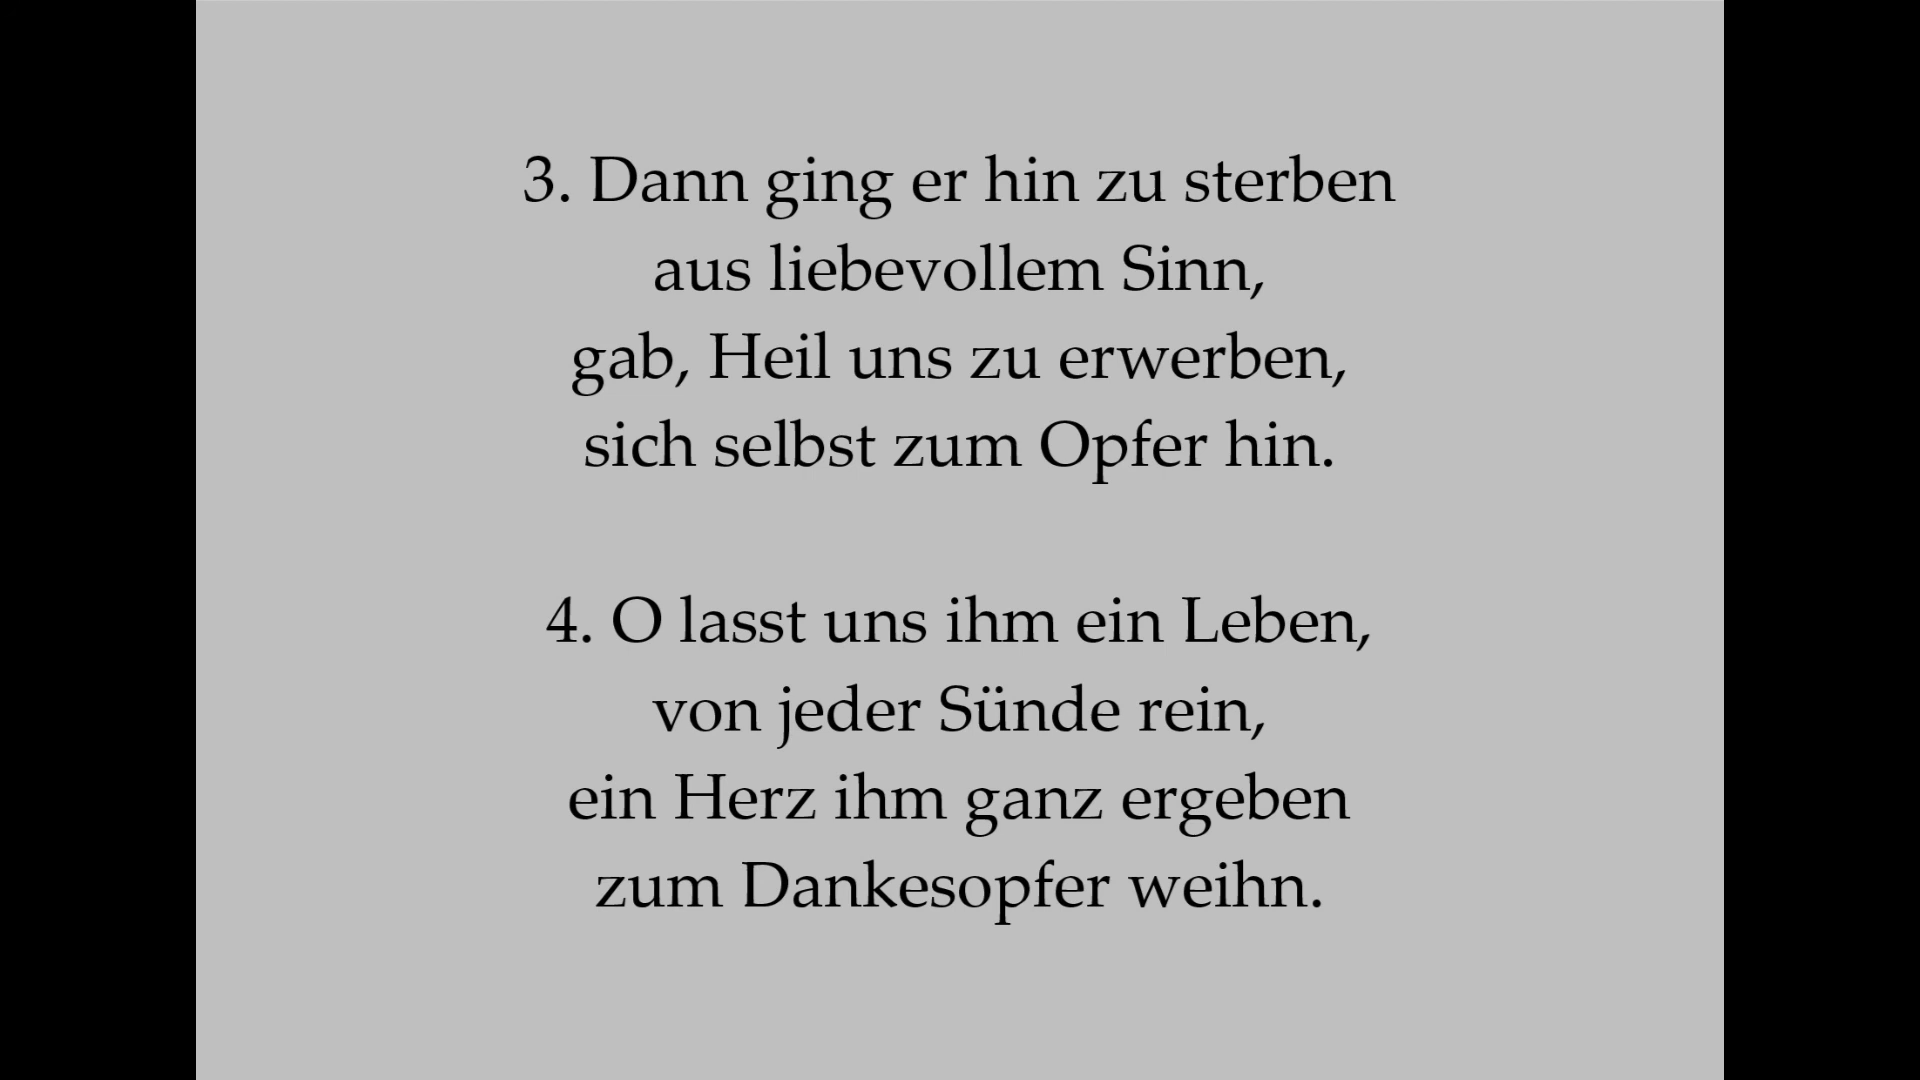 3. Dann ging er hin zu sterben
aus liebevollem Sinn,
gab, Heil uns zu erwerben,
sich selbst zum Opfer hin.
4. O lasst uns ihm ein Leben,
von jeder Sünde rein,
ein Herz ihm ganz ergeben
zum Dankesopfer weihn.